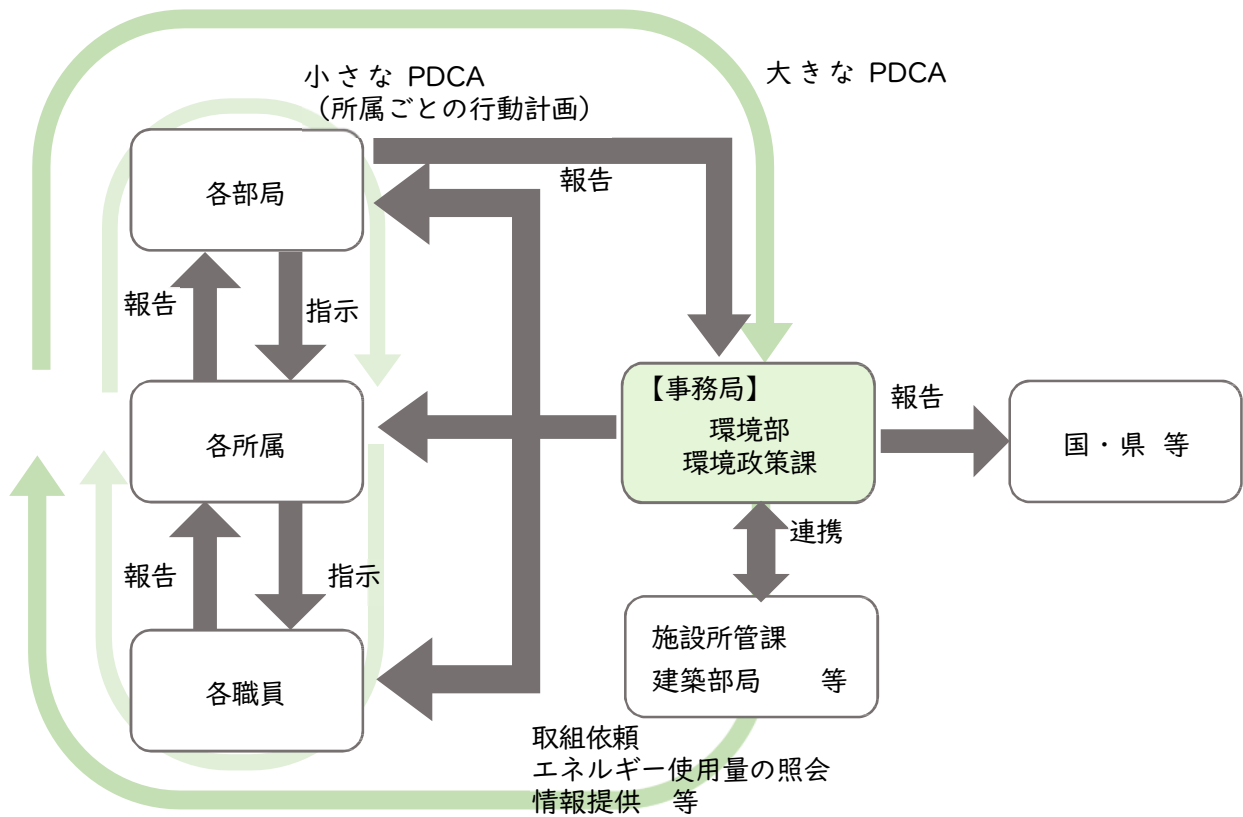 小さな PDCA
（所属ごとの行動計画）
大きな PDCA
各部局
報告
報告
指示
【事務局】
環境部
環境政策課
報告
国・県 等
各所属
連携
報告
指示
施設所管課
建築部局　等
各職員
取組依頼
エネルギー使用量の照会
情報提供　等